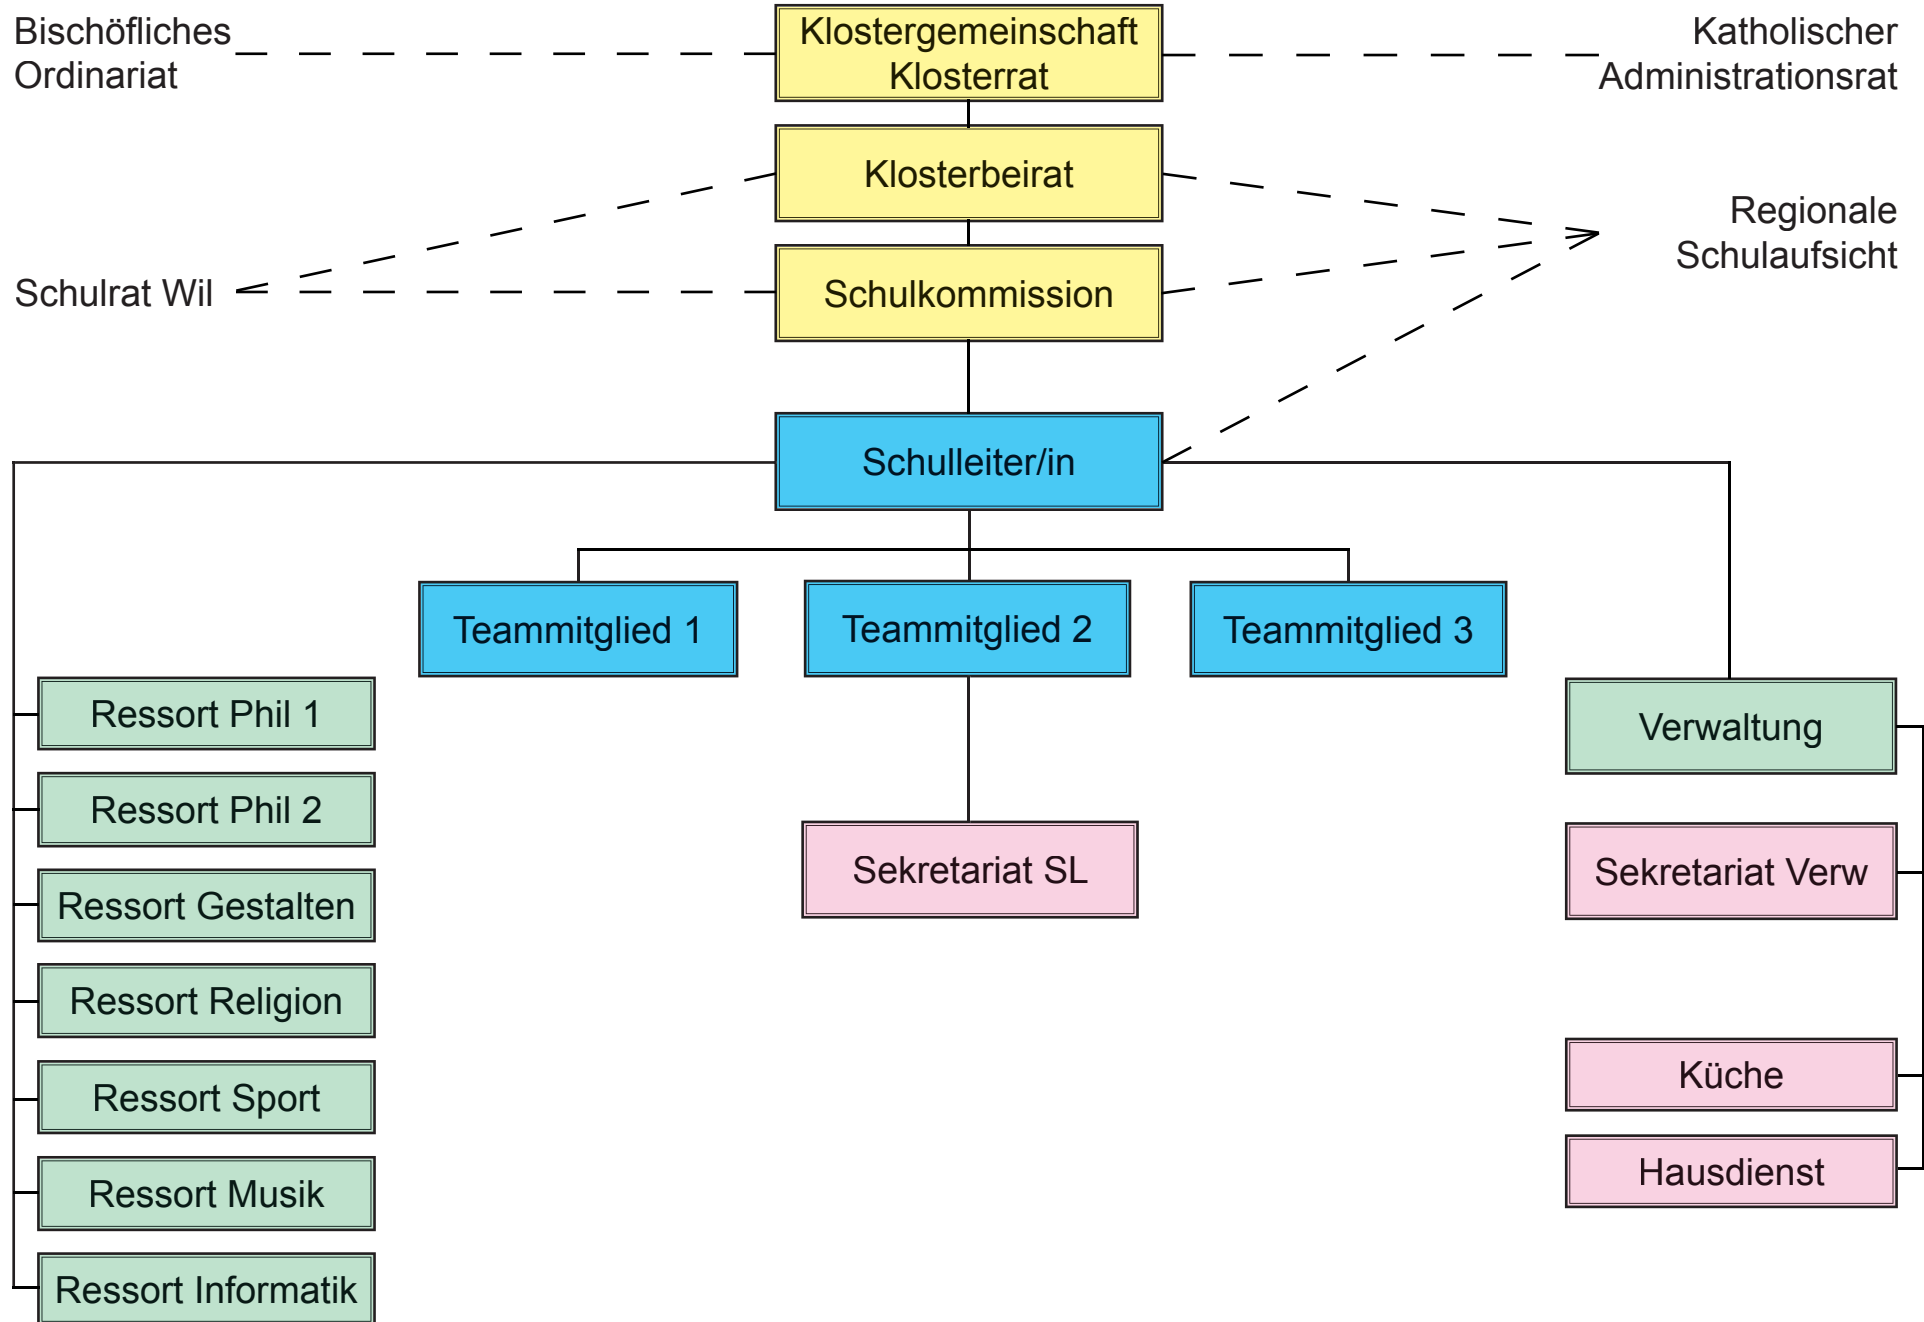 Bischöfliches
Ordinariat
Klostergemeinschaft
Klosterrat
Katholischer
Administrationsrat
Klosterbeirat
Regionale
Schulaufsicht
Schulrat Wil
Schulkommission
Schulleiter/in
Teammitglied 1
Teammitglied 2
Teammitglied 3
Ressort Phil 1
Ressort Phil 2
Ressort Gestalten
Ressort Religion
Ressort Sport
Ressort Musik
Ressort Informatik
Sekretariat SL
Verwaltung
Sekretariat Verw
Küche
Hausdienst